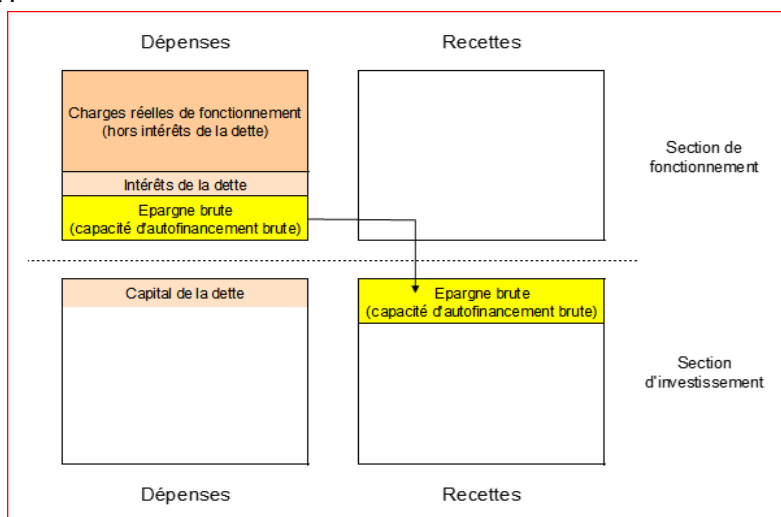 Dépenses
Recettes
Charges réelles de fonctionnement
(hors intérêts de la dette)
Intérêts de la dette
Epargne brute
(capacité d'autofinancement brute)
Section de
fonctionnement
Capital de la dette
Epargne brute
(capacité d'autofinancement brute)
Section
d'investissement
Dépenses
Recettes